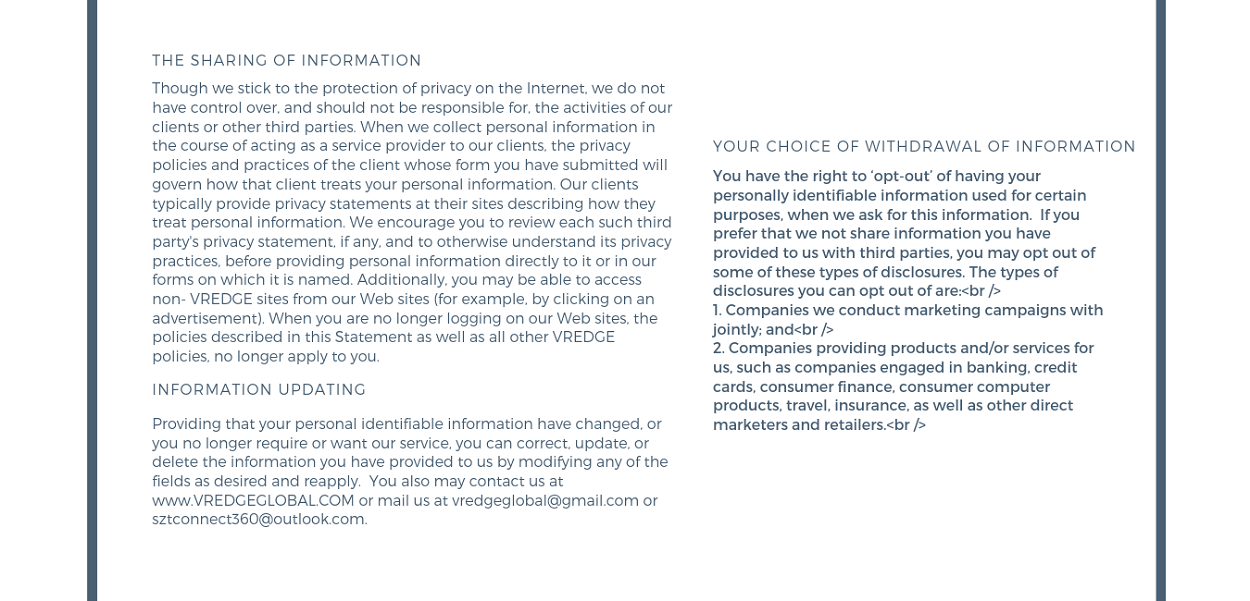 THE SHARING OF INFORMATION
Though we stick to the protection of privacy on the Internet, we do not
have control over, and should not be responsible for, the activities of our
clients or other third parties. When we collect personal information in
the course of acting as a service provider to our clients, the privacy
policies and practices of the client whose form you have submitted will
govern how that client treats your personal information. Our clients
typically provide privacy statements at their sites describing how they
treat personal information. We encourage you to review each such third
party's privacy statement, if any, and to otherwise understand its privacy
practices, before providing personal information directly to it or in our
forms on which it is named. Additionally, you may be able to access
non- VREDGE sites from our Web sites (for example, by clicking on an
advertisement). When you are no longer logging on our Web sites, the
policies described in this Statement as well as all other VREDGE
policies, no longer apply to you.
INFORMATION UPDATING
Providing that your personal identifiable information have changed, or
you no longer require or want our service, you can correct, update, or
delete the information you have provided to us by modifying any of the
fields as desired and reapply.  You also may contact us at
www.VREDGEGLOBAL.COM or mail us at vredgeglobal@gmail.com or
sztconnect360@outlook.com.
YOUR CHOICE OF WITHDRAWAL OF INFORMATION
You have the right to ‘opt-out’ of having your
personally identifiable information used for certain
purposes, when we ask for this information.  If you
prefer that we not share information you have
provided to us with third parties, you may opt out of
some of these types of disclosures. The types of
disclosures you can opt out of are:<br />
1. Companies we conduct marketing campaigns with
jointly; and<br />
2. Companies providing products and/or services for
us, such as companies engaged in banking, credit
cards, consumer finance, consumer computer
products, travel, insurance, as well as other direct
marketers and retailers.<br />